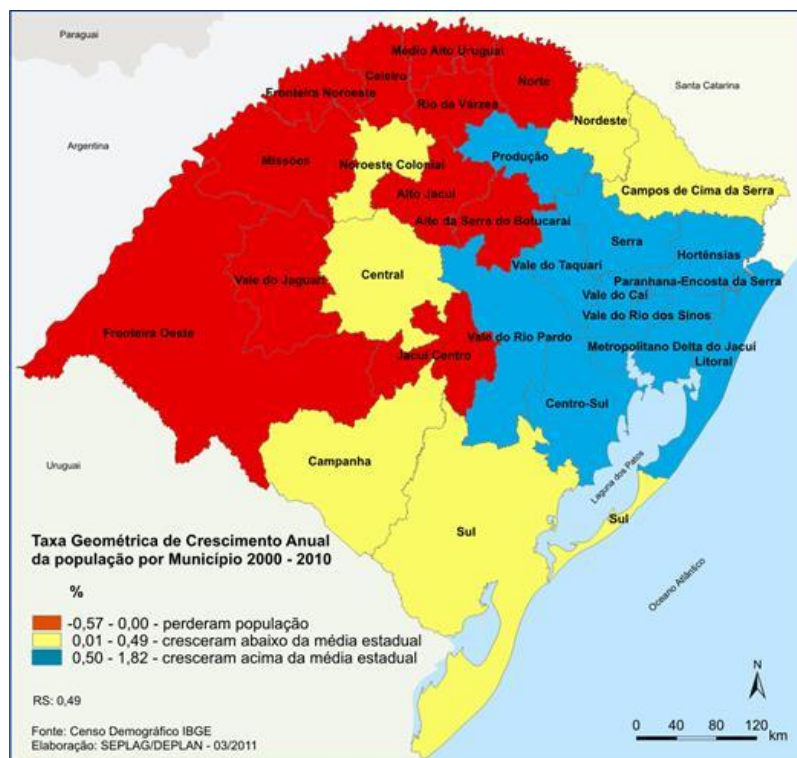 Paraguai
Médio Alto Uruguai
Celeiro
Norte
Santa Catarina
Fronteira Noroeste
Rio da Várzea
Nordeste
Argentina
Produção
Missões
Noroeste Colonial
Campos de Cima da Serra
Alto Jacuí
Alto da Serra do Botucaraí
Serra
Hortênsias
Vale do Taquari
Central
Vale do Jaguari
Paranhana-Encosta da Serra
Vale do Caí
Vale do Rio dos Sinos
Fronteira Oeste
Vale do Rio Pardo
Metropolitano Delta do Jacuí
Jacuí Centro
Litoral
Centro-Sul
Campanha
Uruguai
Laguna dos Patos
Sul
Sul
Oceano Atlântico
Taxa Geométrica de Crescimento Anual
da população por Município 2000 - 2010
%
-0,57 - 0,00 - perderam população
0,01 - 0,49 - cresceram abaixo da média estadual
0,50 - 1,82 - cresceram acima da média estadual
RS: 0,49
N
Fonte: Censo Demográfico IBGE
Elaboração: SEPLAG/DEPLAN - 03/2011
0 40 80 120
km